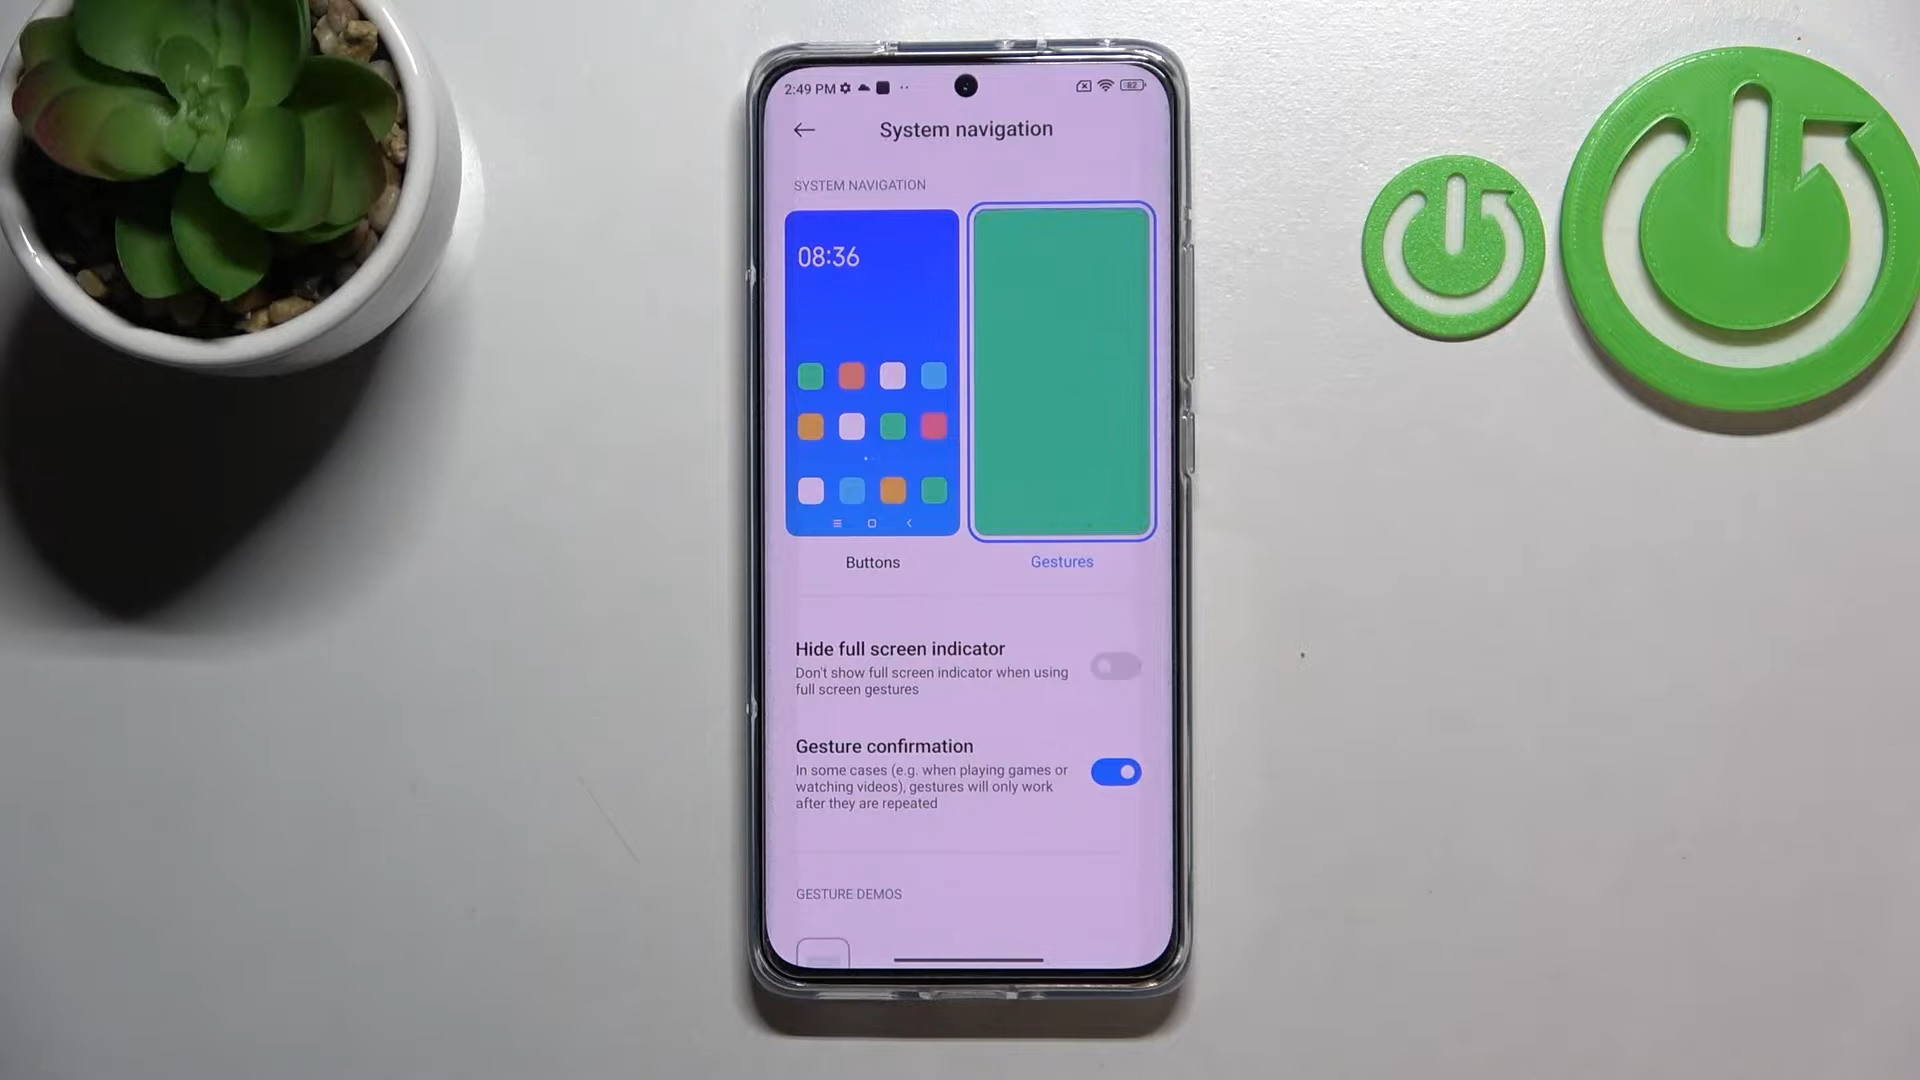 2:49 PM
82
System navigation
SYSTEM NAVIGATION
08:36
Buttons
Gestures
Hide full screen indicator
Don't show full screen indicator when using
full screen gestures
Gesture confirmation
In some cases (e.g. when playing games or
watching videos), gestures will only work
after they are repeated
GESTURE DEMOS